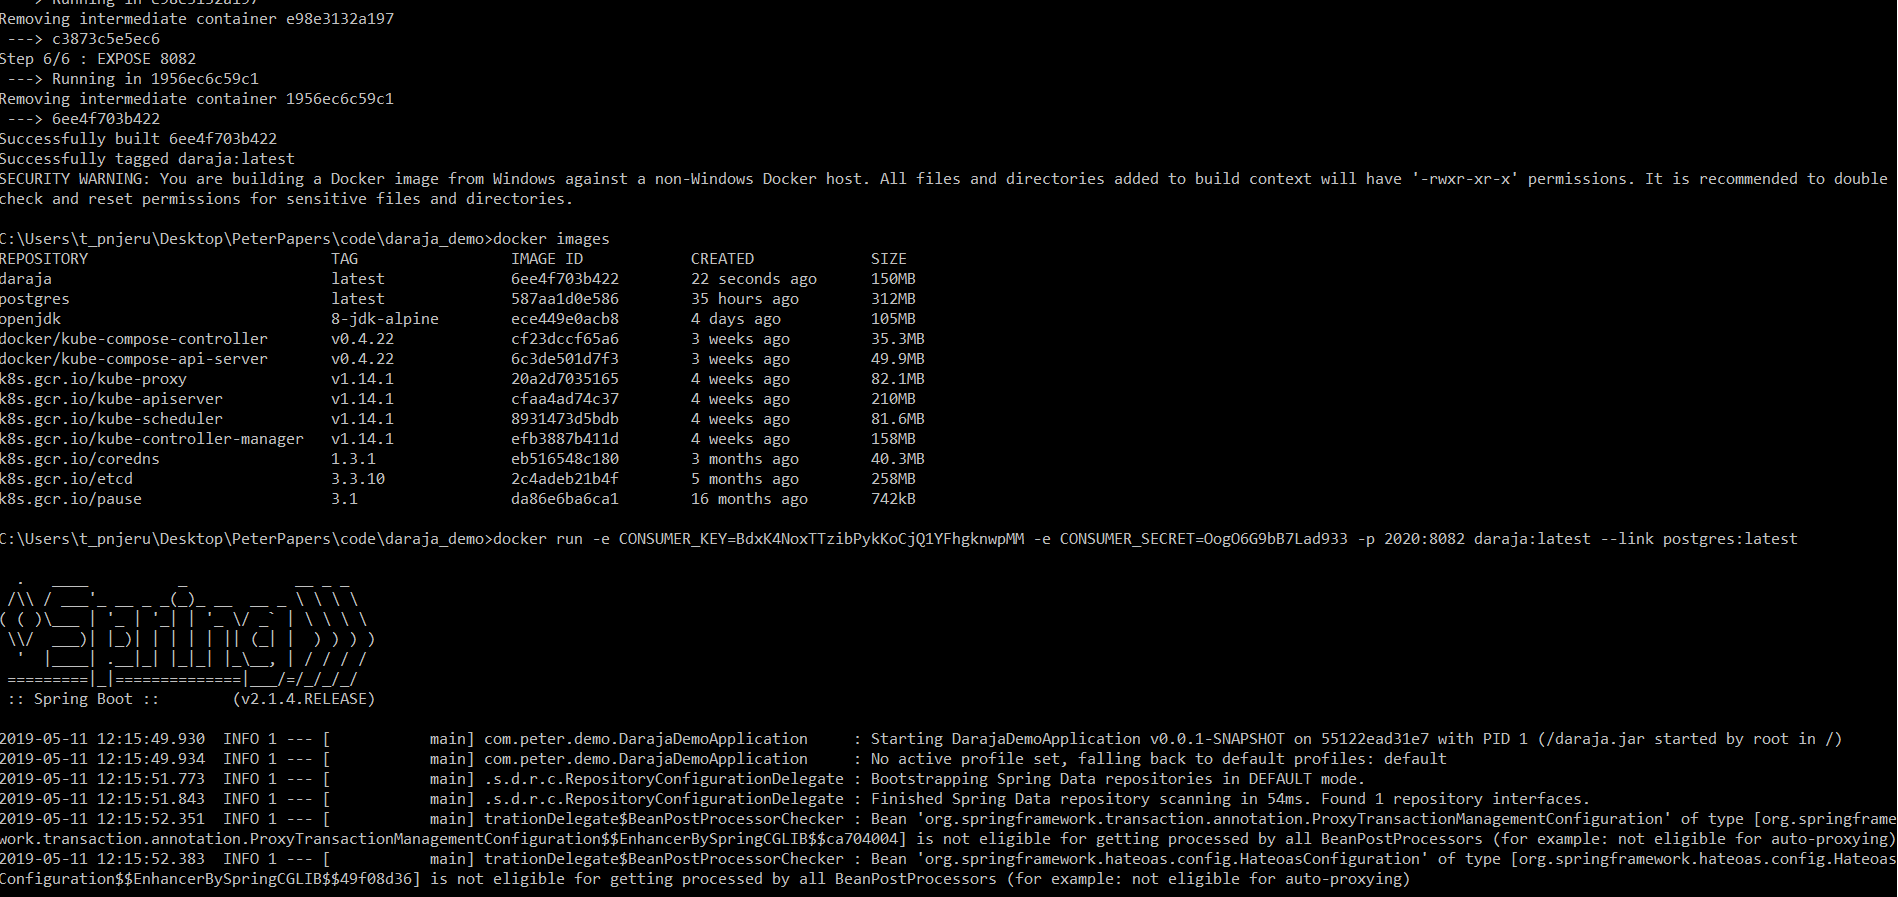 ---> Running in e98e3132a197
Removing intermediate container e98e3132a197
 ---> c3873c5e5ec6
Step 6/6 : EXPOSE 8082
 ---> Running in 1956ec6c59c1
Removing intermediate container 1956ec6c59c1
 ---> 6ee4f703b422
Successfully built 6ee4f703b422
Successfully tagged daraja:latest
SECURITY WARNING: You are building a Docker image from Windows against a non-Windows Docker host. All files and directories added to build context will have '-rwxr-xr-x' permissions. It is recommended to double
check and reset permissions for sensitive files and directories.
C:\Users\t_pnjeru\Desktop\PeterPapers\code\daraja_demo>docker images
REPOSITORY                           TAG                 IMAGE ID            CREATED             SIZE
daraja                               latest              6ee4f703b422        22 seconds ago      150MB
postgres                             latest              587aa1d0e586        35 hours ago        312MB
openjdk                              8-jdk-alpine        ece449e0acb8        4 days ago          105MB
docker/kube-compose-controller       v0.4.22             cf23dccf65a6        3 weeks ago         35.3MB
docker/kube-compose-api-server       v0.4.22             6c3de501d7f3        3 weeks ago         49.9MB
k8s.gcr.io/kube-proxy                v1.14.1             20a2d7035165        4 weeks ago         82.1MB
k8s.gcr.io/kube-apiserver            v1.14.1             cfaa4ad74c37        4 weeks ago         210MB
k8s.gcr.io/kube-scheduler            v1.14.1             8931473d5bdb        4 weeks ago         81.6MB
k8s.gcr.io/kube-controller-manager   v1.14.1             efb3887b411d        4 weeks ago         158MB
k8s.gcr.io/coredns                   1.3.1               eb516548c180        3 months ago        40.3MB
k8s.gcr.io/etcd                      3.3.10              2c4adeb21b4f        5 months ago        258MB
k8s.gcr.io/pause                     3.1                 da86e6ba6ca1        16 months ago       742kB
C:\Users\t_pnjeru\Desktop\PeterPapers\code\daraja_demo>docker run -e CONSUMER_KEY=BdxK4NoxTTzibPykKoCjQ1YFhgknwpMM -e CONSUMER_SECRET=OogO6G9bB7Lad933 -p 2020:8082 daraja:latest --link postgres:latest
Spring
 :: Spring Boot ::        (v2.1.4.RELEASE)
2019-05-11 12:15:49.930  INFO 1 --- [           main] com.peter.demo.DarajaDemoApplication     : Starting DarajaDemoApplication v0.0.1-SNAPSHOT on 55122ead31e7 with PID 1 (/daraja.jar started by root in /)
2019-05-11 12:15:49.934  INFO 1 --- [           main] com.peter.demo.DarajaDemoApplication     : No active profile set, falling back to default profiles: default
2019-05-11 12:15:51.773  INFO 1 --- [           main] .s.d.r.c.RepositoryConfigurationDelegate : Bootstrapping Spring Data repositories in DEFAULT mode.
2019-05-11 12:15:51.843  INFO 1 --- [           main] .s.d.r.c.RepositoryConfigurationDelegate : Finished Spring Data repository scanning in 54ms. Found 1 repository interfaces.
2019-05-11 12:15:52.351  INFO 1 --- [           main] trationDelegate$BeanPostProcessorChecker : Bean 'org.springframework.transaction.annotation.ProxyTransactionManagementConfiguration' of type [org.springframe
work.transaction.annotation.ProxyTransactionManagementConfiguration$$EnhancerBySpringCGLIB$$ca704004] is not eligible for getting processed by all BeanPostProcessors (for example: not eligible for auto-proxying)
2019-05-11 12:15:52.383  INFO 1 --- [           main] trationDelegate$BeanPostProcessorChecker : Bean 'org.springframework.hateoas.config.HateoasConfiguration' of type [org.springframework.hateoas.config.Hateoas
Configuration$$EnhancerBySpringCGLIB$$49f08d36] is not eligible for getting processed by all BeanPostProcessors (for example: not eligible for auto-proxying)